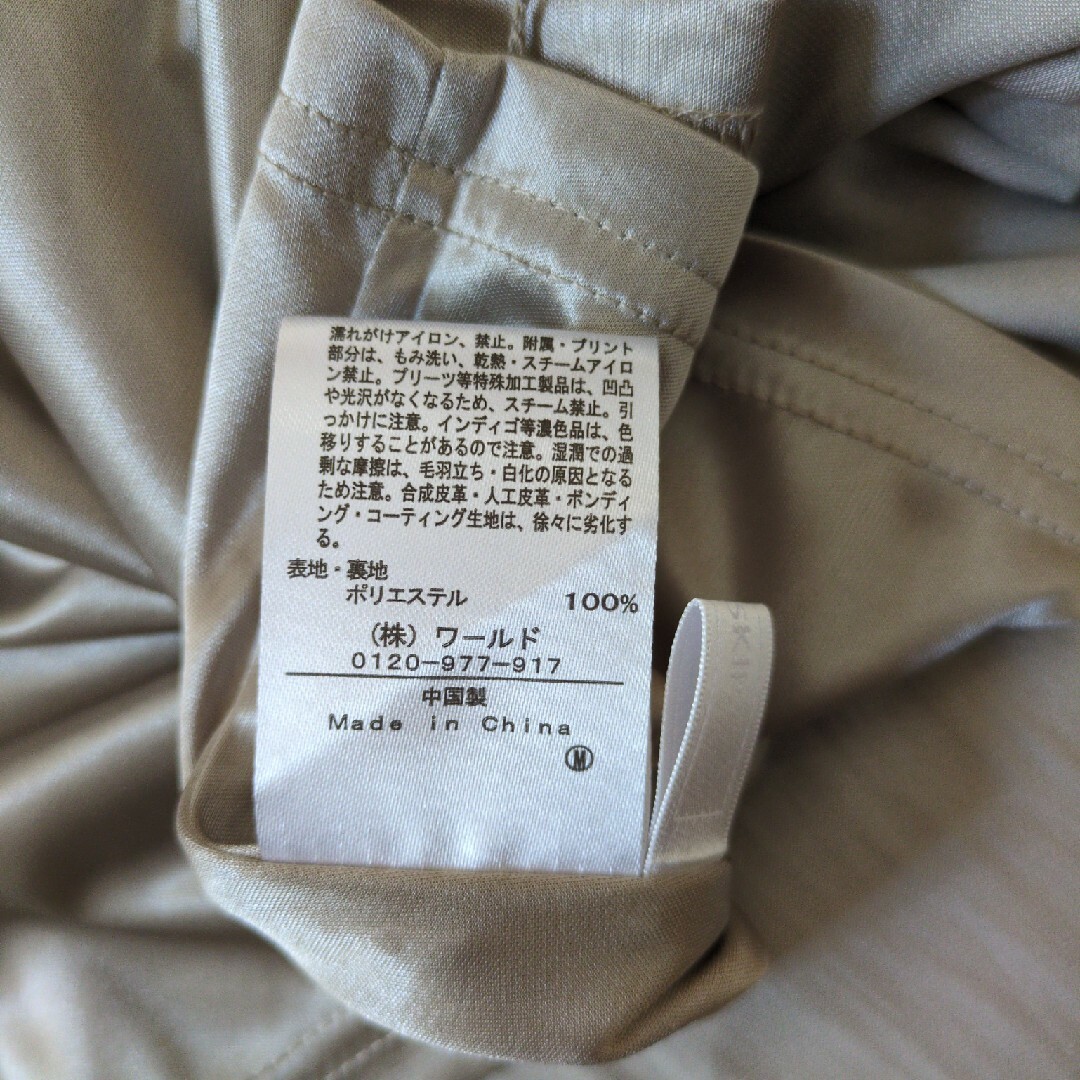 濡れがけアイロン、禁止。附属・プリント
部分は、もみ洗い、乾熱・スチームアイロ
ン禁止。プリーツ等特殊加工製品は、凹凸
や光沢がなくなるため、スチーム禁止。引
っかけに注意。インディゴ等濃色品は、色
移りすることがあるので注意。湿潤での過
剰な摩擦は、毛羽立ち・白化の原因となる
ため注意。合成皮革・人工皮革・ボンディ
ング・コーティング生地は、徐々に劣化す
る。
表地・裏地
ポリエステル 100%
（株）ワールド
0120-977-917
中国製
Made in China
Ⓜ